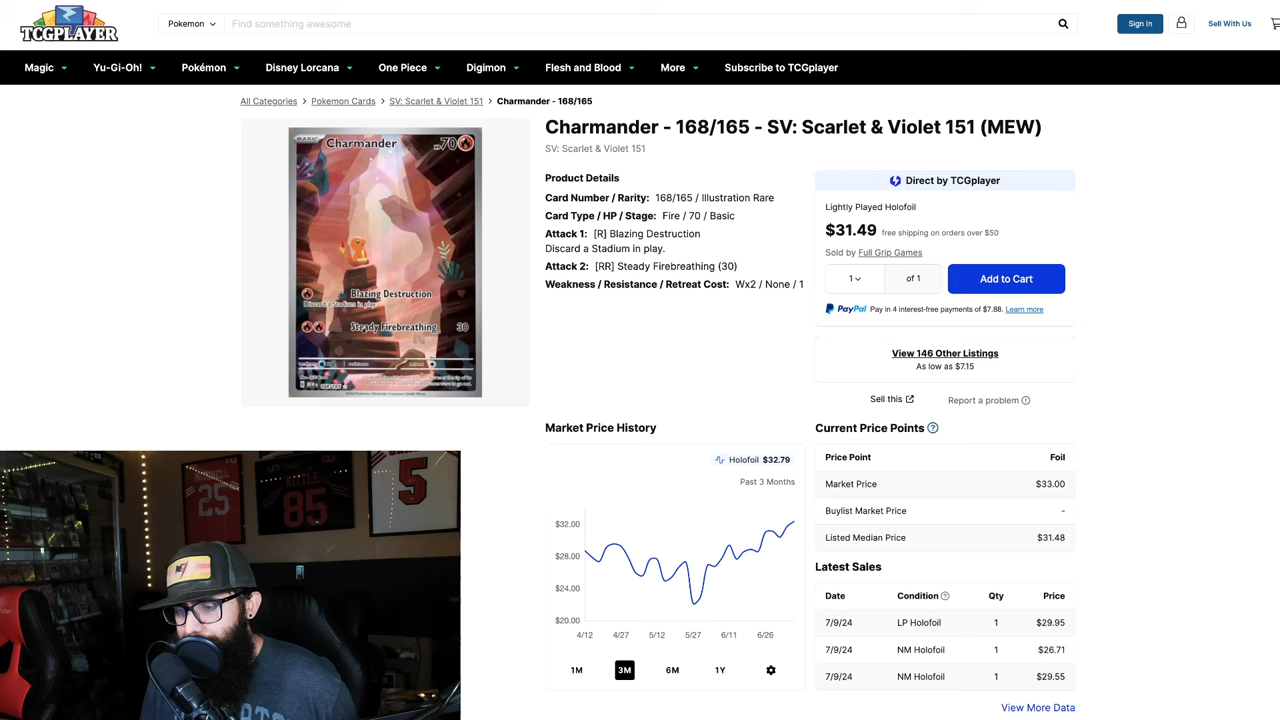 TCGPLAYER
Pokemon
Find something awesome
Sign In
Sell With Us
Magic
Yu-Gi-Oh!
Pokémon
Disney Lorcana
One Piece
Digimon
Flesh and Blood
More
Subscribe to TCGplayer
All Categories > Pokemon Cards > SV: Scarlet & Violet 151 > Charmander - 168/165
Charmander - 168/165 - SV: Scarlet & Violet 151 (MEW)
SV: Scarlet & Violet 151
BASIC
Charmander
HP 70
Blazing Destruction
Discard a Stadium in play.
Steady Firebreathing 30
168/165
Product Details
Card Number / Rarity: 168/165 / Illustration Rare
Card Type / HP / Stage: Fire / 70 / Basic
Attack 1: [R] Blazing Destruction
Discard a Stadium in play.
Attack 2: [RR] Steady Firebreathing (30)
Weakness / Resistance / Retreat Cost: Wx2 / None / 1
Direct by TCGplayer
Lightly Played Holofoil
$31.49 free shipping on orders over $50
Sold by Full Grip Games
1
of 1
Add to Cart
PayPal Pay in 4 interest-free payments of $7.88. Learn more
View 146 Other Listings
As low as $7.15
Sell this
Report a problem
Market Price History
Holofoil $32.79
Past 3 Months
$32.00
$28.00
$24.00
$20.00
4/12 4/27 5/12 5/27 6/11 6/26
1M 3M 6M 1Y
Current Price Points
Price Point Foil
Market Price $33.00
Buylist Market Price -
Listed Median Price $31.48
Latest Sales
Date Condition Qty Price
7/9/24 LP Holofoil 1 $29.95
7/9/24 NM Holofoil 1 $26.71
7/9/24 NM Holofoil 1 $29.55
View More Data
25
KITTLE
85
5